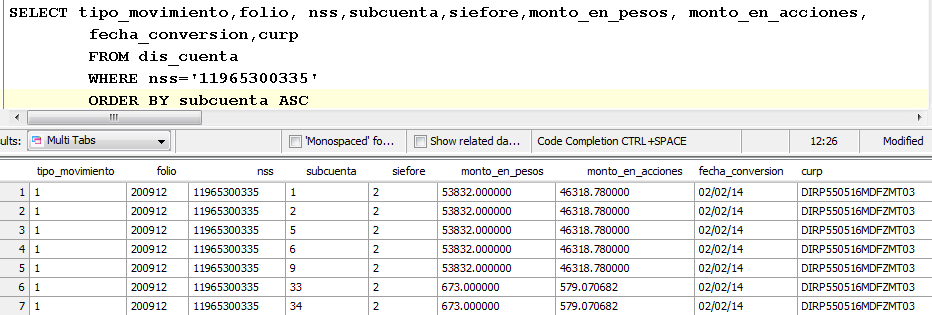 SELECT tipo_movimiento,folio, nss,subcuenta,siefore,monto_en_pesos, monto_en_acciones,
fecha_conversion,curp
FROM dis_cuenta
WHERE nss='11965300335'
ORDER BY subcuenta ASC
ults: Multi Tabs 'Monospaced' fo... Show related da... Code Completion CTRL+SPACE 12:26 Modified
tipo_movimiento folio nss subcuenta siefore monto_en_pesos monto_en_acciones fecha_conversion curp
1 1 200912 11965300335 1 2 53832.000000 46318.780000 02/02/14 DIRP550516MDFZMT03
2 1 200912 11965300335 2 2 53832.000000 46318.780000 02/02/14 DIRP550516MDFZMT03
3 1 200912 11965300335 5 2 53832.000000 46318.780000 02/02/14 DIRP550516MDFZMT03
4 1 200912 11965300335 6 2 53832.000000 46318.780000 02/02/14 DIRP550516MDFZMT03
5 1 200912 11965300335 9 2 53832.000000 46318.780000 02/02/14 DIRP550516MDFZMT03
6 1 200912 11965300335 33 2 673.000000 579.070682 02/02/14 DIRP550516MDFZMT03
7 1 200912 11965300335 34 2 673.000000 579.070682 02/02/14 DIRP550516MDFZMT03